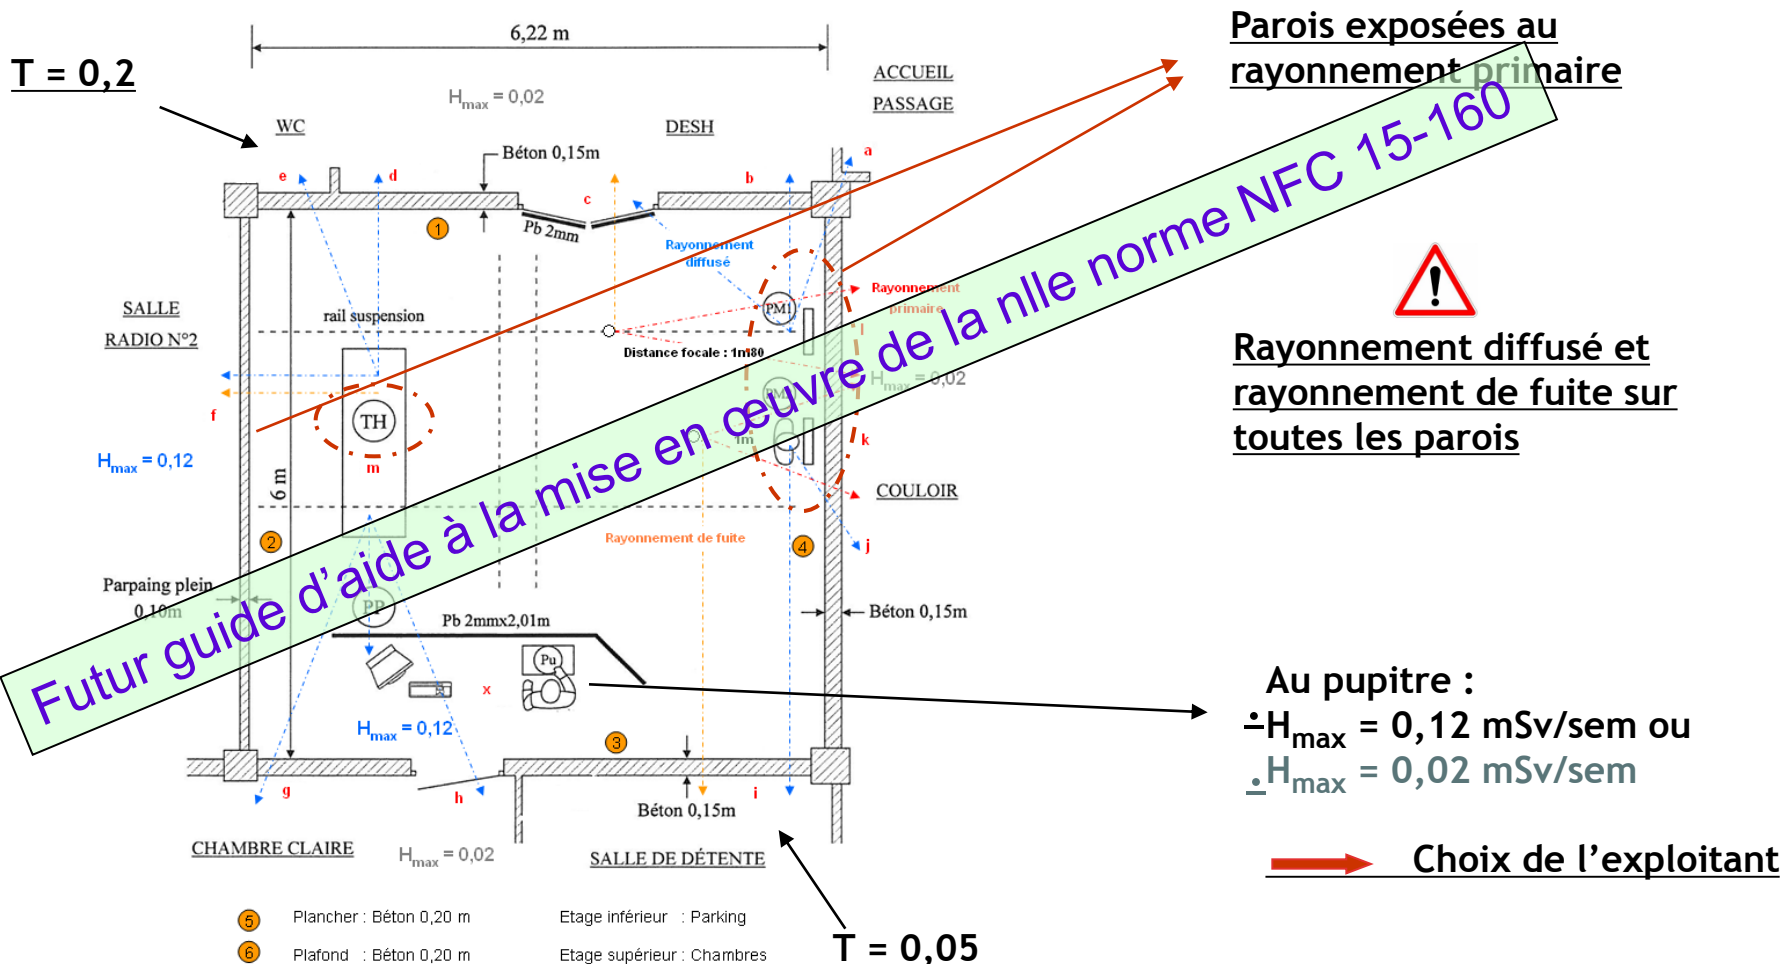 6,22 m
Parois exposées au
rayonnement primaire
T = 0,2
ACCUEIL
PASSAGE
Hmax = 0,02
WC
DESH
Béton 0,15m
a
e
d
b
c
1
Pb 2mm
Rayonnement
diffusé
Rayonnement
primaire
PM1
SALLE
RADIO N°2
rail suspension
Distance focale : 1m80
l
Hmax = 0,02
PM2
Rayonnement diffusé et
rayonnement de fuite sur
toutes les parois
f
TH
m
1m
k
Hmax = 0,12
6 m
COULOIR
2
Rayonnement de fuite
4
j
Parpaing plein
0,10m
PP
Pb 2mmx2,01m
Béton 0,15m
Futur guide d'aide à la mise en œuvre de la nlle norme NFC 15-160
Pu
x
Au pupitre :
Hmax = 0,12 mSv/sem ou
Hmax = 0,02 mSv/sem
Hmax = 0,12
3
g
h
i
Béton 0,15m
CHAMBRE CLAIRE
Hmax = 0,02
SALLE DE DÉTENTE
Choix de l'exploitant
5 Plancher : Béton 0,20 m Etage inférieur : Parking
6 Plafond : Béton 0,20 m Etage supérieur : Chambres
T = 0,05